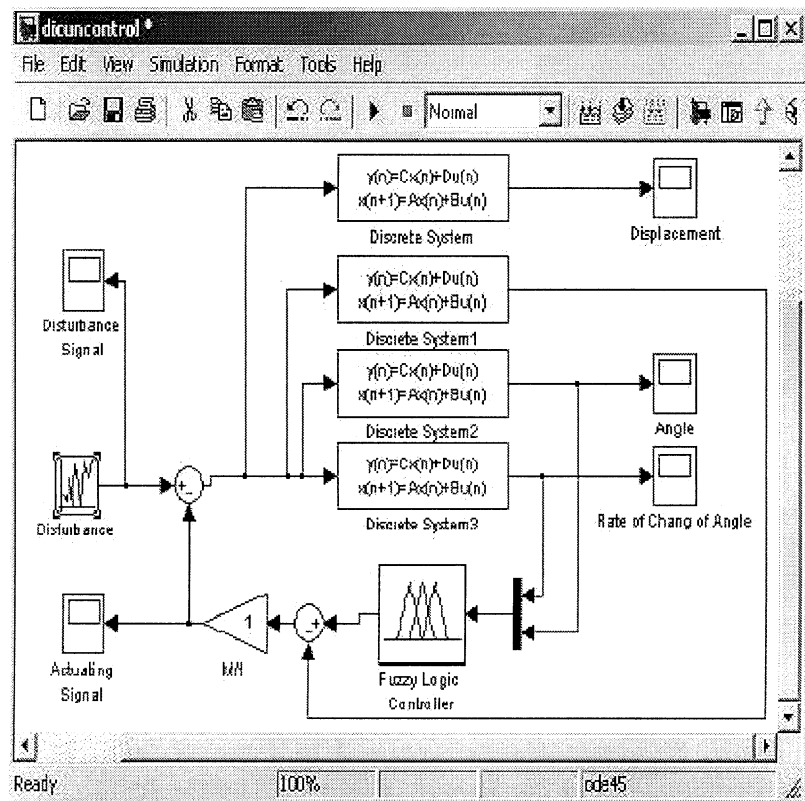 dicuncontrol *
File Edit View Simulation Format Tools Help
Normal
y(n)=Cx(n)+Du(n)
x(n+1)=Ax(n)+Bu(n)
Discrete System
Displacement
Disturbance
Signal
y(n)=Cx(n)+Du(n)
x(n+1)=Ax(n)+Bu(n)
Discrete System1
y(n)=Cx(n)+Du(n)
x(n+1)=Ax(n)+Bu(n)
Discrete System2
Angle
Disturbance
y(n)=Cx(n)+Du(n)
x(n+1)=Ax(n)+Bu(n)
Discrete System3
Rate of Chang of Angle
Actuating
Signal
1
Fuzzy Logic
Controller
Ready 100% ode45